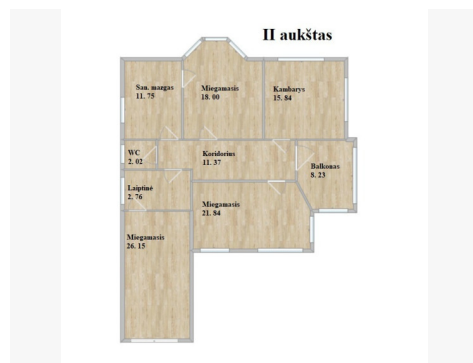 II aukštas
San. mazgas
11. 75
Miegamasis
18. 00
Kambarys
15. 84
WC
2. 02
Koridorius
11. 37
Balkonas
8. 23
Laiptinė
2. 76
Miegamasis
21. 84
Miegamasis
26. 15